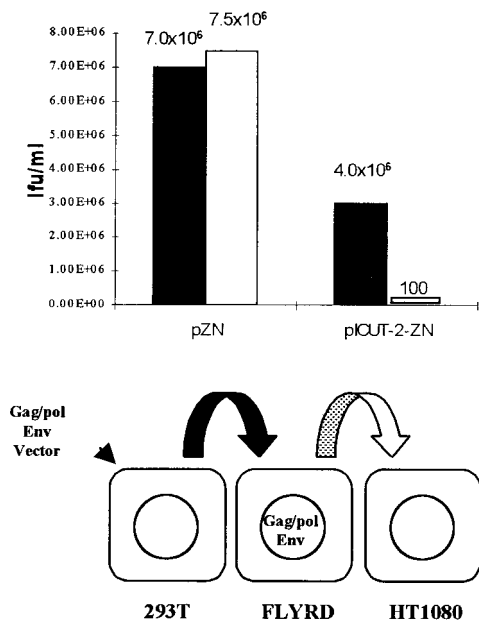 7.0x10⁶
7.5x10⁶
4.0x10⁶
100
8.00E+06
7.00E+06
6.00E+06
5.00E+06
4.00E+06
3.00E+06
2.00E+06
1.00E+06
0.00E+00
lfu/ml
pZN
pICUT-2-ZN
Gag/pol
Env
Vector
Gag/pol
Env
293T
FLYRD
HT1080